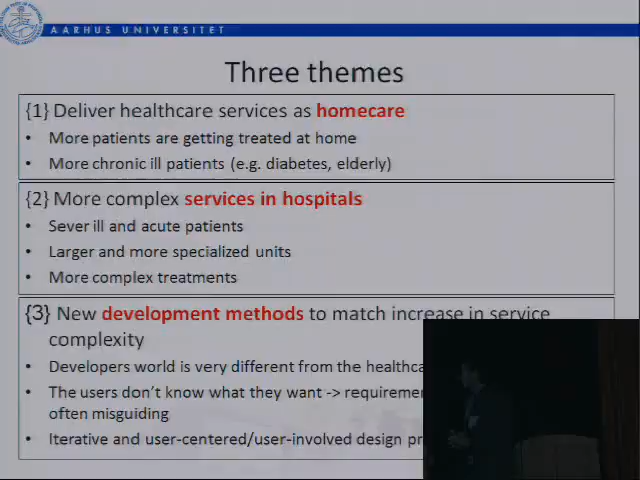 AARHUS UNIVERSITET
Three themes
{1} Deliver healthcare services as homecare
• More patients are getting treated at home
• More chronic ill patients (e.g. diabetes, elderly)
{2} More complex services in hospitals
• Sever ill and acute patients
• Larger and more specialized units
• More complex treatments
{3} New development methods to match increase in service
complexity
• Developers world is very different from the
• The users don't know what they want ->
often misguiding
• Iterative and user-centered/user-involved design